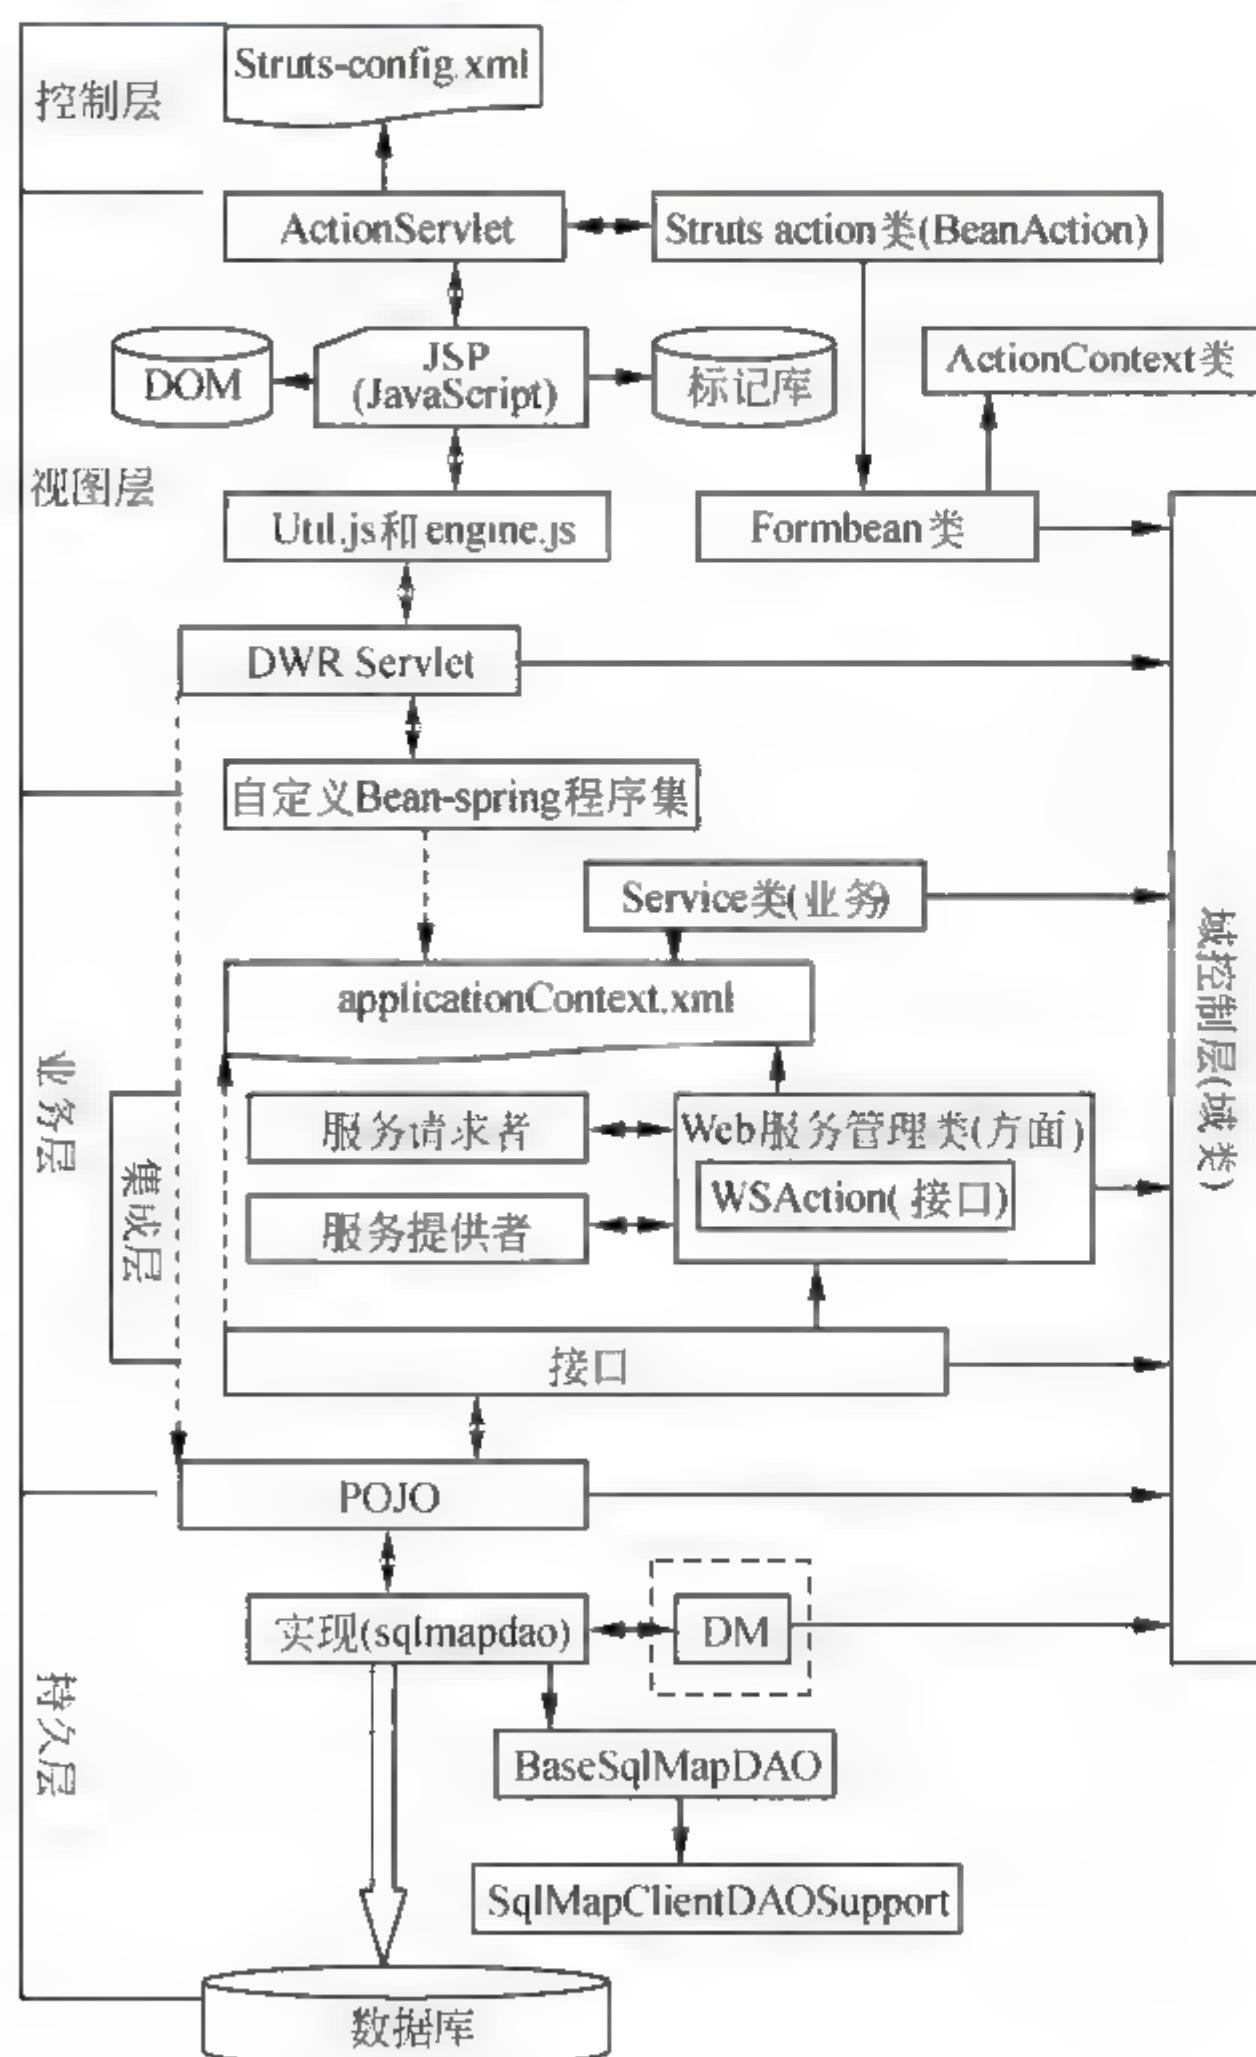 控制层
Struts-config.xml
ActionServlet
Struts action类(BeanAction)
DOM
JSP
(JavaScript)
标记库
ActionContext类
视图层
Util.js和engine.js
Formbean类
DWR Servlet
自定义Bean-spring程序集
Service类(业务)
applicationContext.xml
域控制层(域类)
业务层
集成层
服务请求者
Web服务管理类(方面)
WSAction(接口)
服务提供者
接口
POJO
实现(sqlmapdao)
DM
持久层
BaseSqlMapDAO
SqlMapClientDAOSupport
数据库